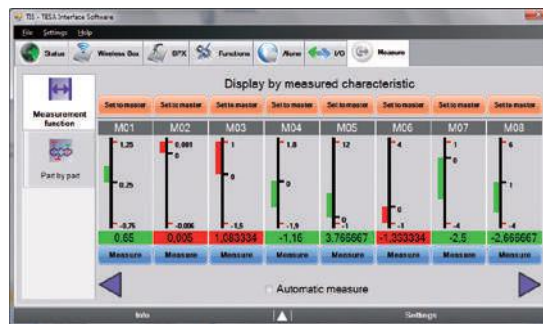 TIS - TESA Interface Software
File Settings Help
Status Wireless Box BPX Functions Alone I/O Measure
Display by measured characteristic
Measurement function
Part by part
Set to master Set to master Set to master Set to master Set to master Set to master Set to master Set to master
M01 M02 M03 M04 M05 M06 M07 M08
1,25 0,001 1 1,8 12 4 1 6
0 0
0,25 0 0 1
0 0
-0,75 -0,006 -1,5 -1,9 -1 -1 -4 -4
0,65 0,005 1,083334 -1,16 3,766667 -1,333334 -2,5 -2,666667
Measure Measure Measure Measure Measure Measure Measure Measure
Automatic measure
Info Settings